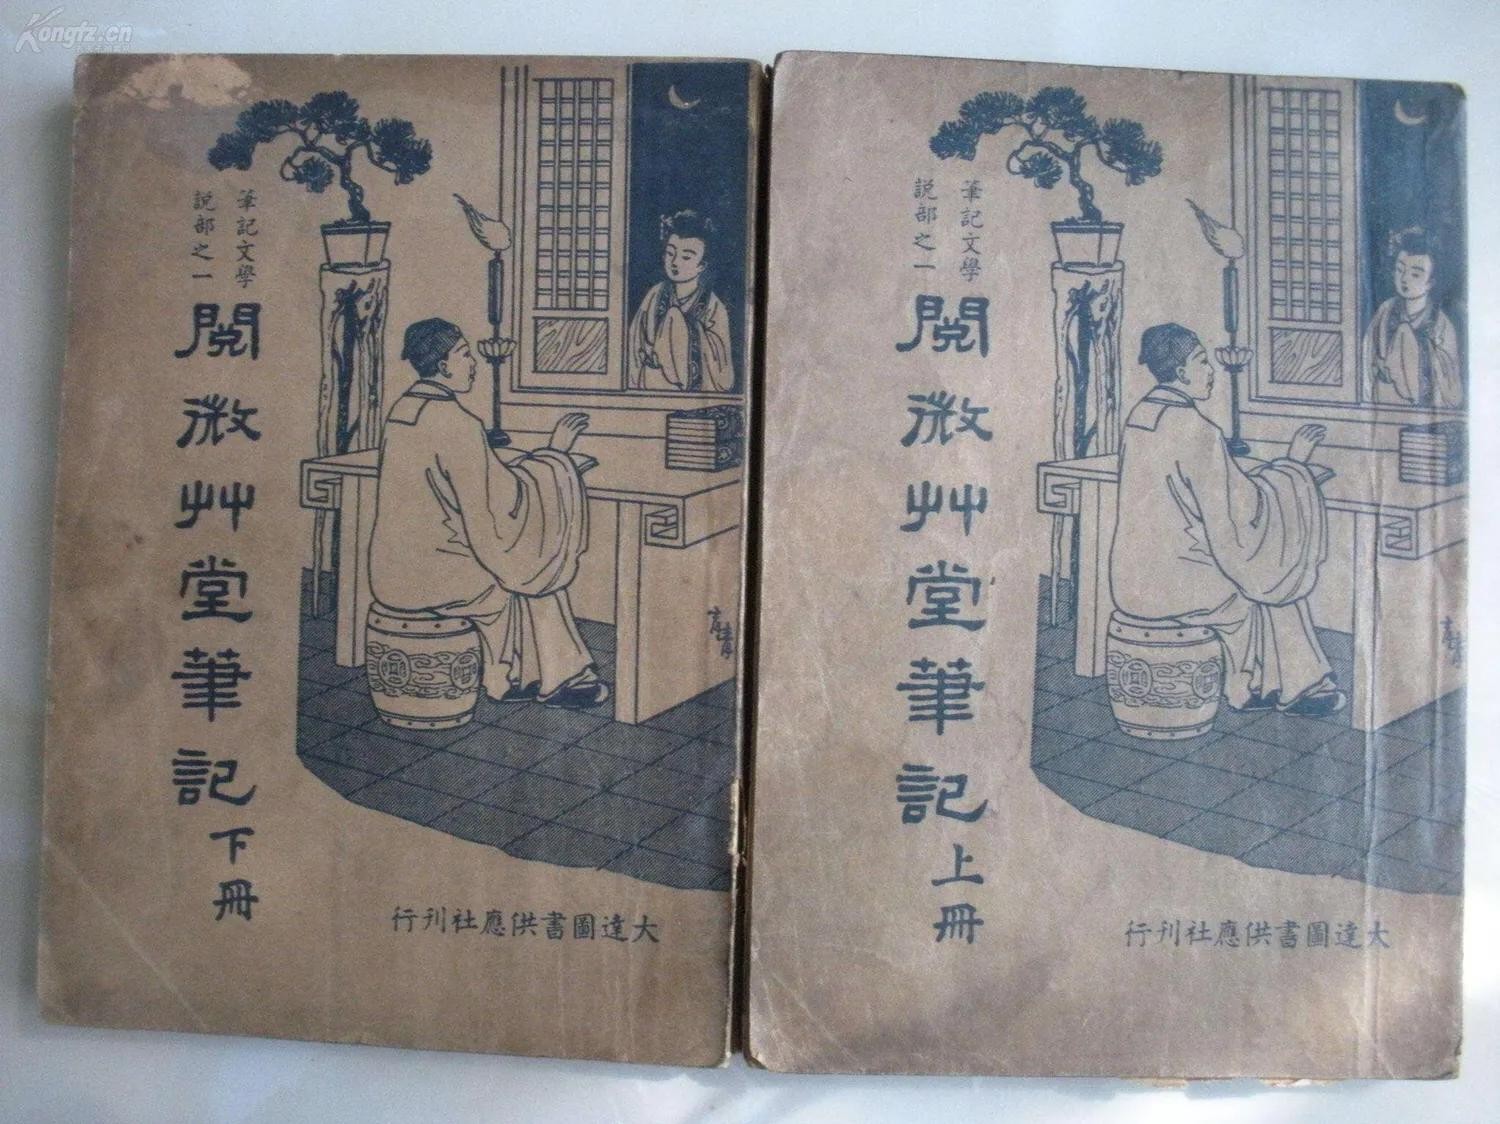 Kongfz.cn
筆記文學
説部之一
閱微艸堂筆記 下冊
大達圖書供應社刊行
筆記文學
説部之一
閱微艸堂筆記 上冊
大達圖書供應社刊行